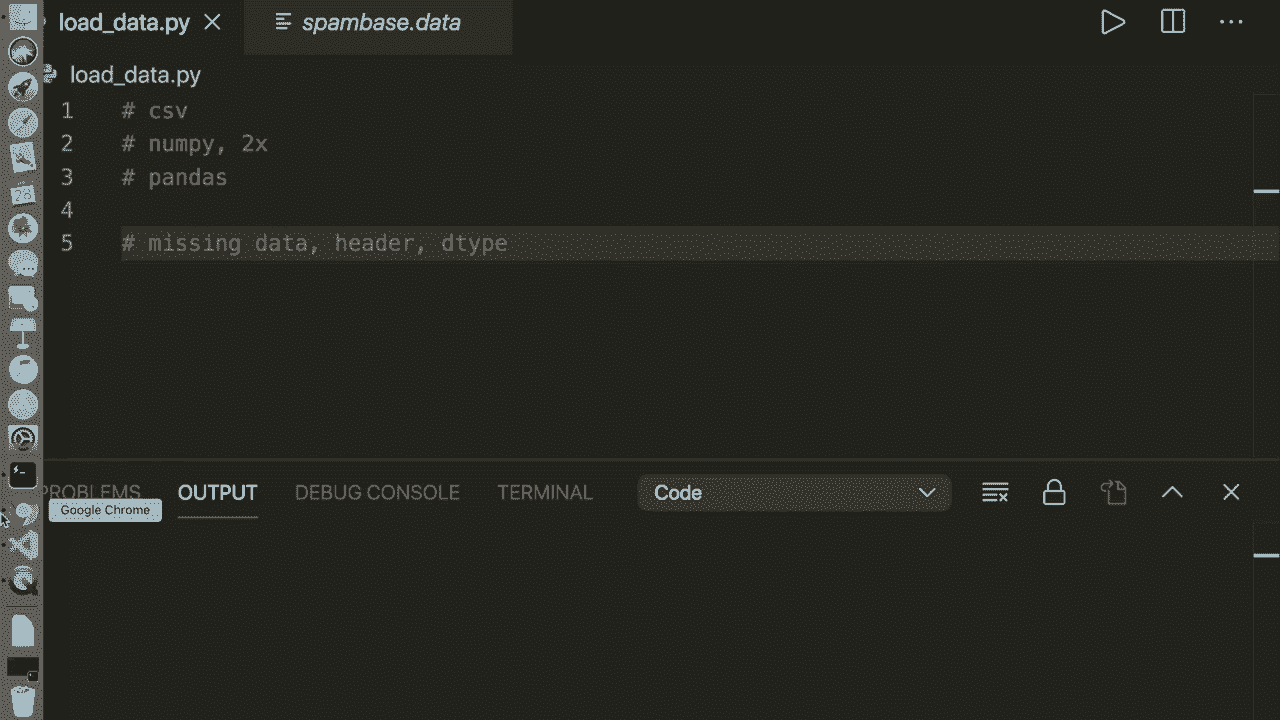 load_data.py
spambase.data
load_data.py
1 # csv
2 # numpy, 2x
3 # pandas
4
5 # missing data, header, dtype
PROBLEMS OUTPUT DEBUG CONSOLE TERMINAL Code
Google Chrome
28